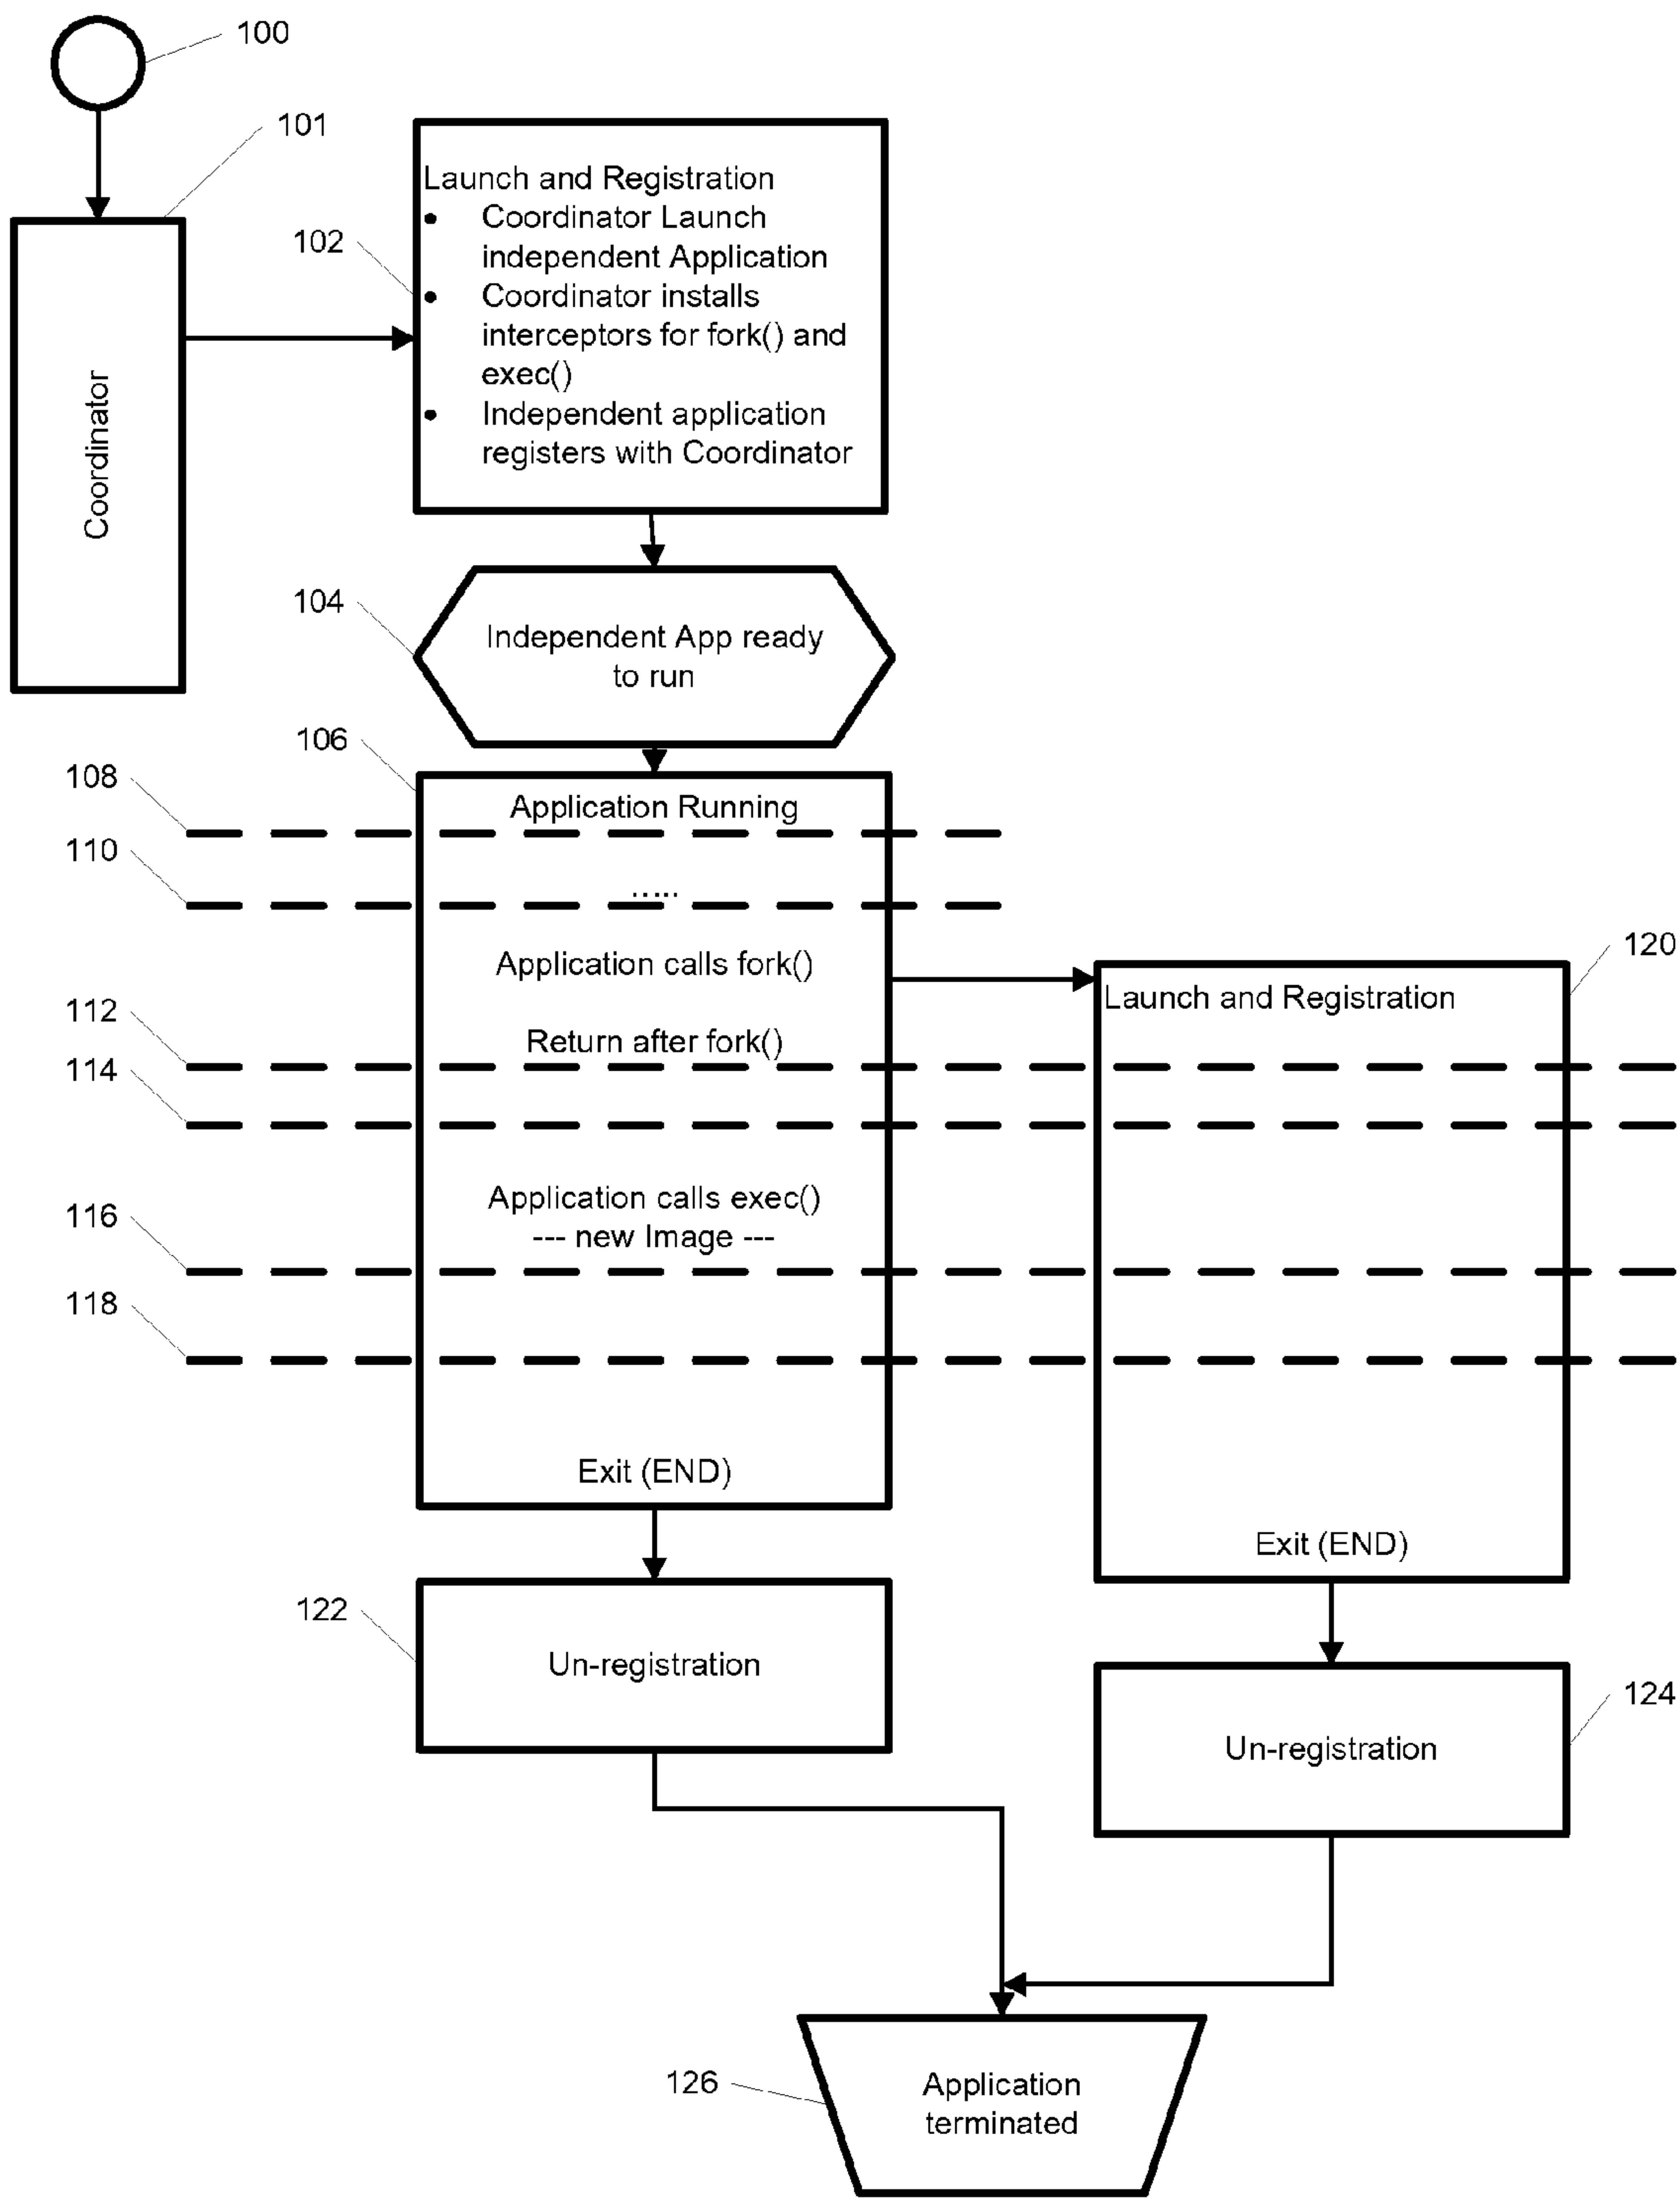 100
101
Coordinator
102
Launch and Registration
• Coordinator Launch
independent Application
• Coordinator installs
interceptors for fork() and
exec()
• Independent application
registers with Coordinator
104
Independent App ready
to run
106
Application Running
108
110
.....
Application calls fork()
120
Launch and Registration
112
Return after fork()
114
Application calls exec()
116
--- new Image ---
118
Exit (END)
Exit (END)
122
Un-registration
124
Un-registration
126
Application
terminated